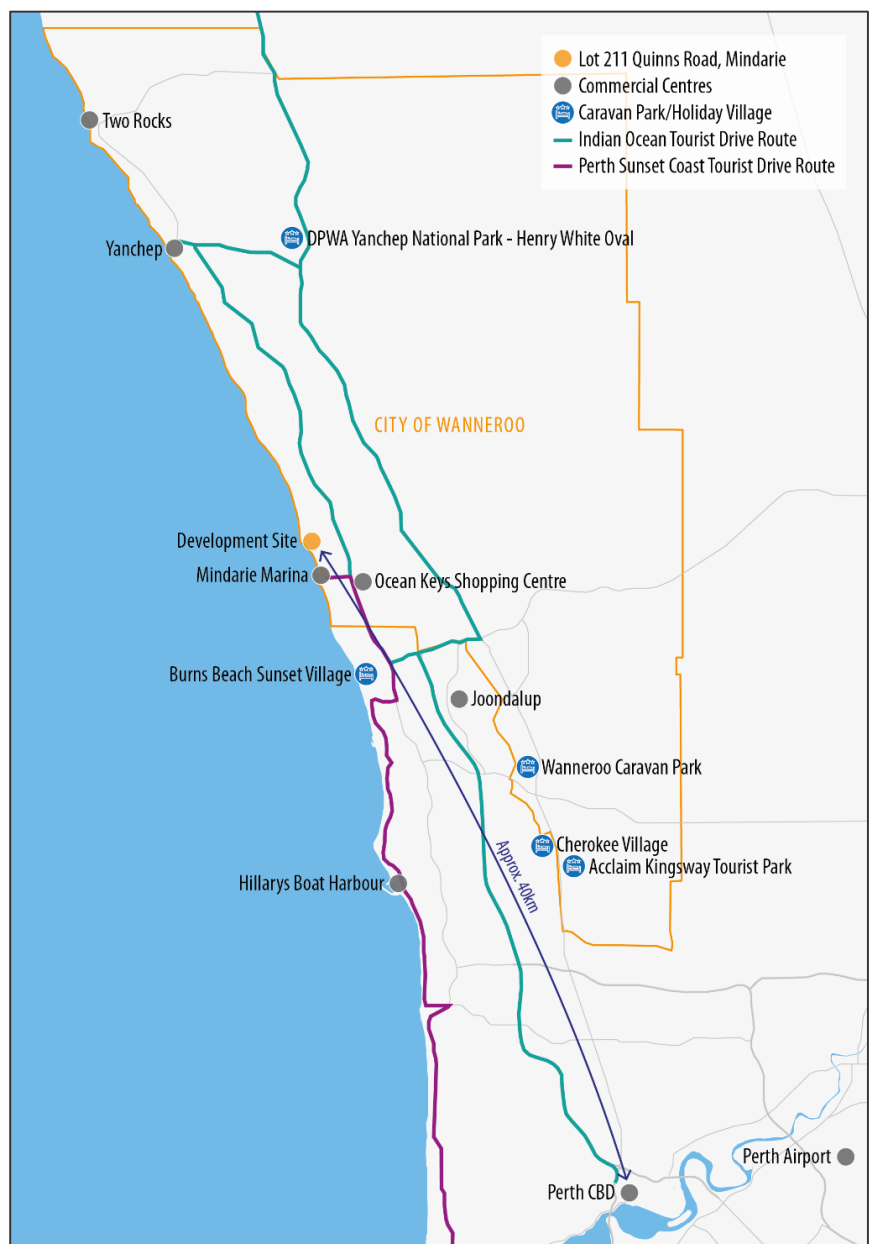 Lot 211 Quinns Road, Mindarie
Commercial Centres
Caravan Park/Holiday Village
Indian Ocean Tourist Drive Route
Perth Sunset Coast Tourist Drive Route
Two Rocks
DPWA Yanchep National Park - Henry White Oval
Yanchep
CITY OF WANNEROO
Development Site
Mindarie Marina
Ocean Keys Shopping Centre
Burns Beach Sunset Village
Joondalup
Wanneroo Caravan Park
Cherokee Village
Acclaim Kingsway Tourist Park
Approx. 40km
Hillarys Boat Harbour
Perth Airport
Perth CBD